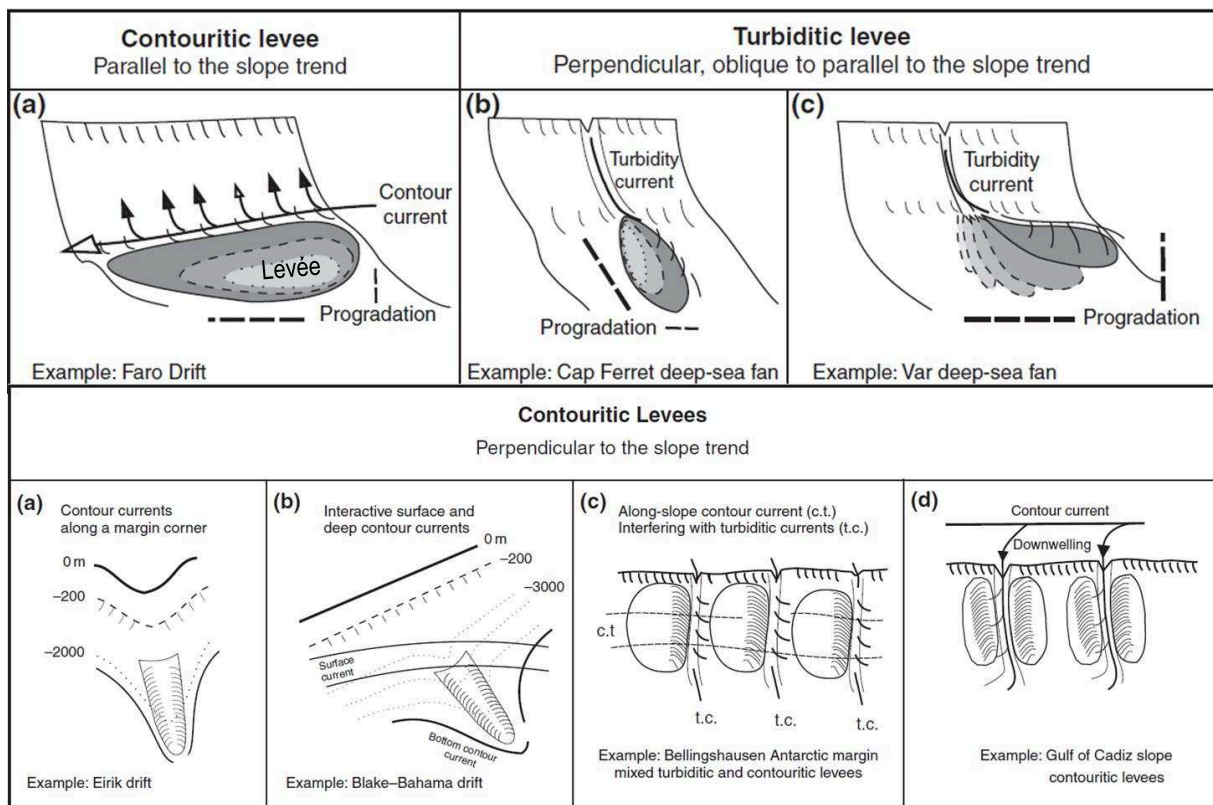 Contouritic levee
Parallel to the slope trend
Turbiditic levee
Perpendicular, oblique to parallel to the slope trend
(a)
Contour
current
Levée
Progradation
Example: Faro Drift
(b)
Turbidity
current
Progradation
Example: Cap Ferret deep-sea fan
(c)
Turbidity
current
Progradation
Example: Var deep-sea fan
Contouritic Levees
Perpendicular to the slope trend
(a)
Contour currents
along a margin corner
0 m
–200
–2000
Example: Eirik drift
(b)
Interactive surface and
deep contour currents
0 m
–200
–3000
Surface
current
Bottom contour
current
Example: Blake–Bahama drift
(c)
Along-slope contour current (c.t.)
Interfering with turbiditic currents (t.c.)
c.t
t.c.
t.c.
t.c.
Example: Bellingshausen Antarctic margin
mixed turbiditic and contouritic levees
(d)
Contour current
Downwelling
Example: Gulf of Cadiz slope
contouritic levees